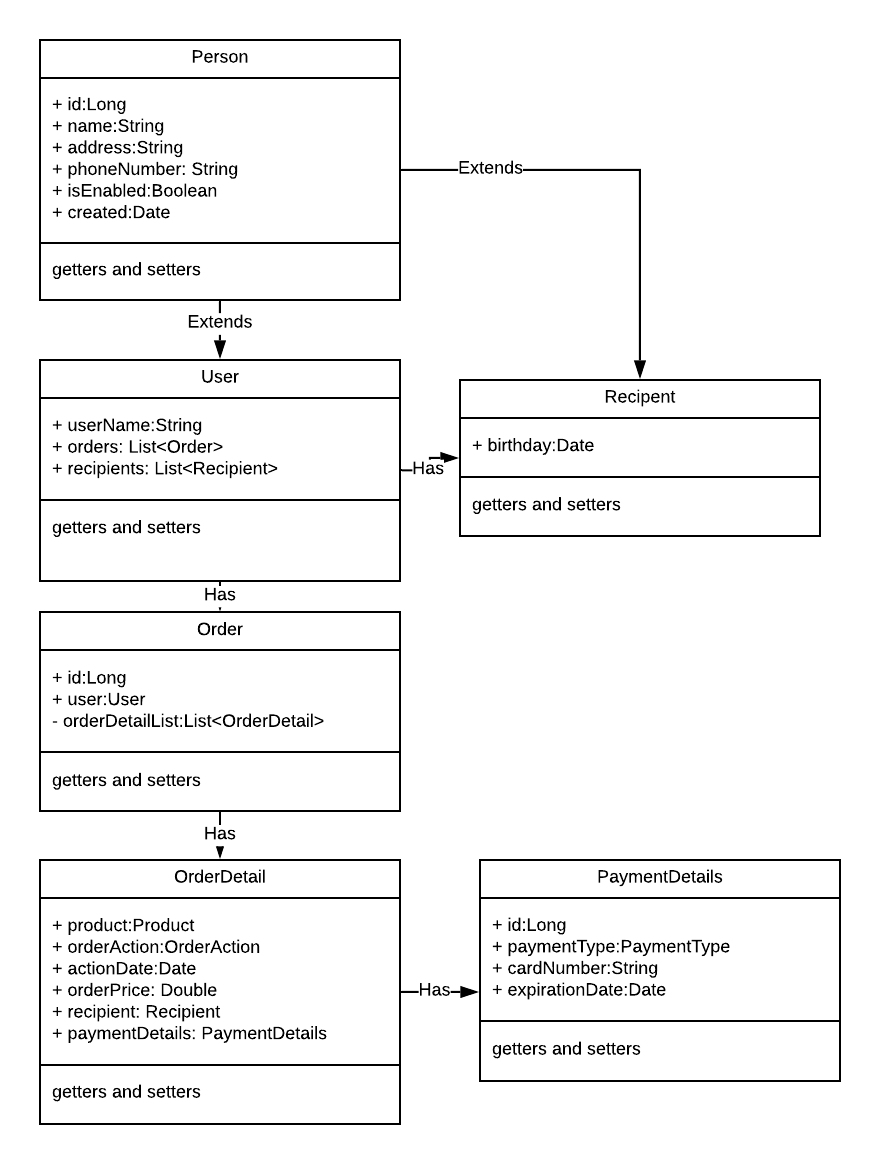 Person
+ id:Long
+ name:String
+ address:String
+ phoneNumber: String
+ isEnabled:Boolean
+ created:Date
getters and setters
Extends
Extends
User
+ userName:String
+ orders: List<Order>
+ recipients: List<Recipient>
getters and setters
Has
Recipent
+ birthday:Date
getters and setters
Has
Order
+ id:Long
+ user:User
- orderDetailList:List<OrderDetail>
getters and setters
Has
OrderDetail
+ product:Product
+ orderAction:OrderAction
+ actionDate:Date
+ orderPrice: Double
+ recipient: Recipient
+ paymentDetails: PaymentDetails
getters and setters
Has
PaymentDetails
+ id:Long
+ paymentType:PaymentType
+ cardNumber:String
+ expirationDate:Date
getters and setters